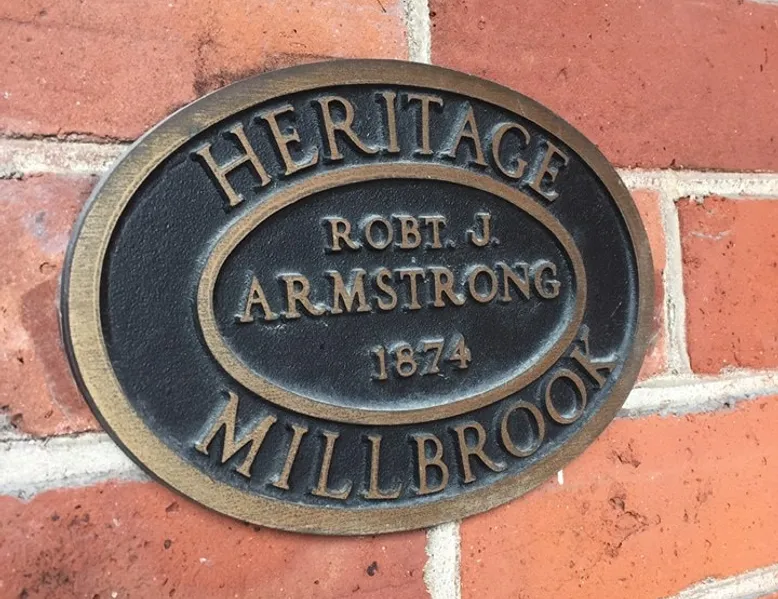 HERITAGE
ROBT. J.
ARMSTRONG
1874
MILLBROOK